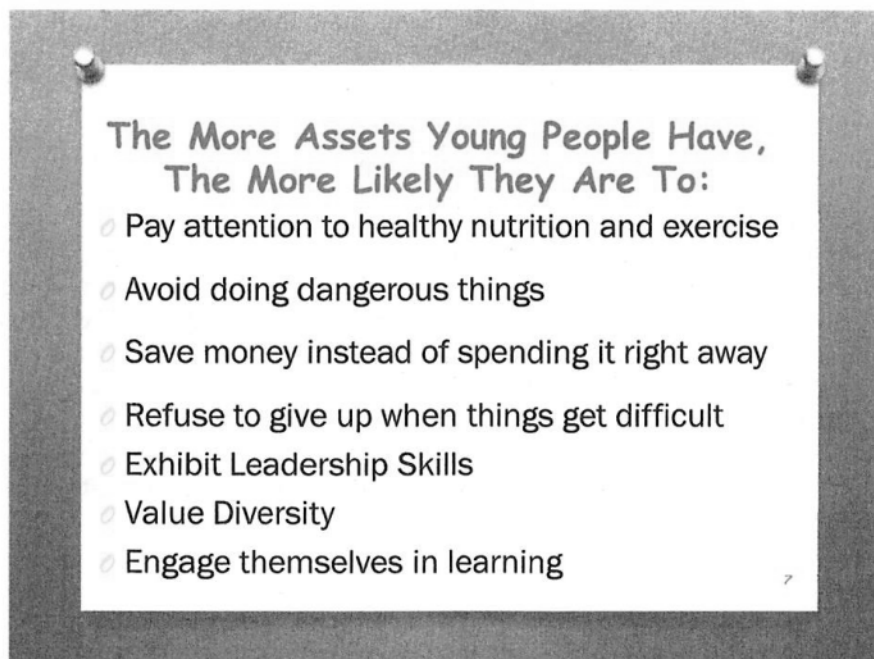 The More Assets Young People Have,
The More Likely They Are To:
Pay attention to healthy nutrition and exercise
Avoid doing dangerous things
Save money instead of spending it right away
Refuse to give up when things get difficult
Exhibit Leadership Skills
Value Diversity
Engage themselves in learning
7